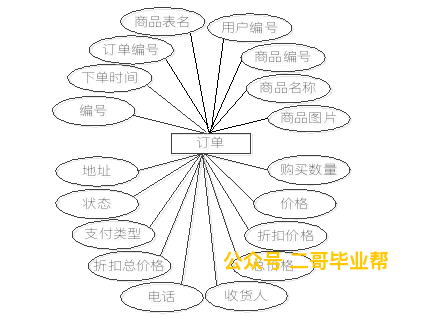 商品表名
用户编号
订单编号
商品编号
下单时间
商品名称
编号
商品图片
订单
地址
购买数量
状态
价格
支付类型
折扣价格
折扣总价格
总价格
公众号 二哥毕业帮
电话
收货人